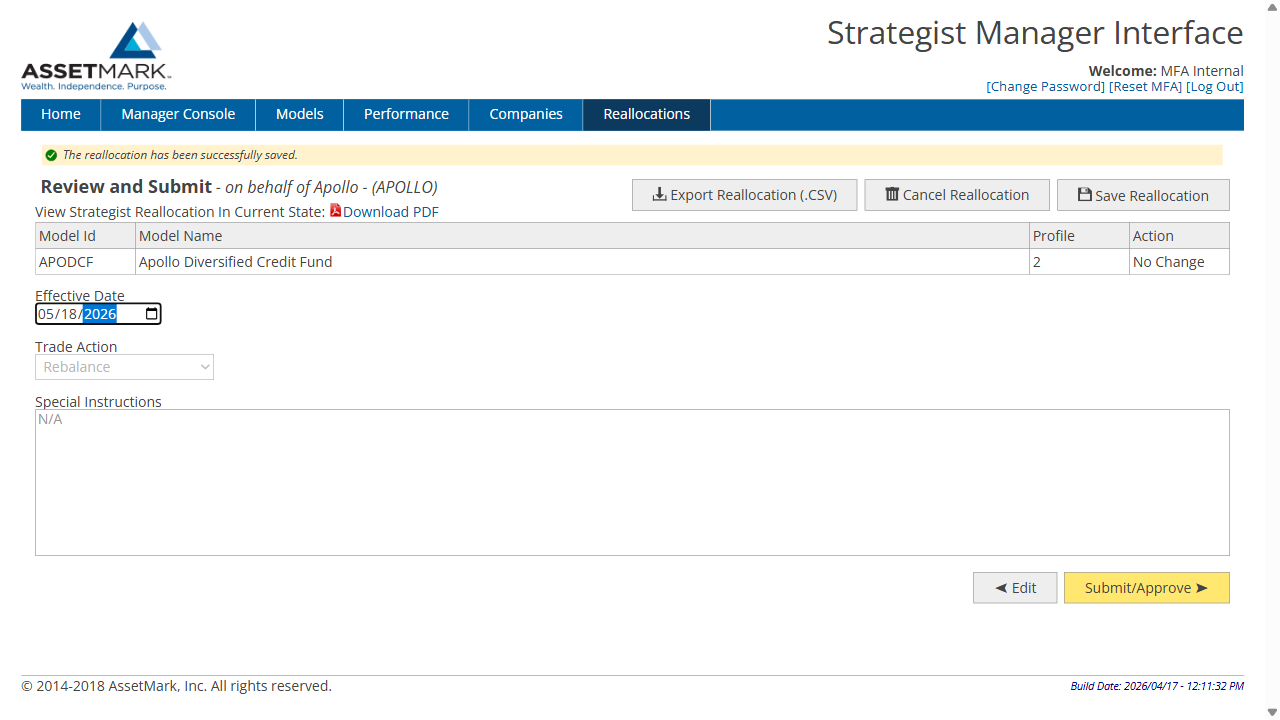 ASSETMARK™
Wealth. Independence. Purpose.
Strategist Manager Interface
Welcome: MFA Internal
[Change Password] [Reset MFA] [Log Out]
Home Manager Console Models Performance Companies Reallocations
The reallocation has been successfully saved.
Review and Submit - on behalf of Apollo - (APOLLO)
Export Reallocation (.CSV) Cancel Reallocation Save Reallocation
View Strategist Reallocation In Current State: Download PDF
Model Id Model Name Profile Action
APODCF Apollo Diversified Credit Fund 2 No Change
Effective Date
05/18/2026
Trade Action
Rebalance
Special Instructions
N/A
Edit Submit/Approve
© 2014-2018 AssetMark, Inc. All rights reserved.
Build Date: 2026/04/17 - 12:11:32 PM